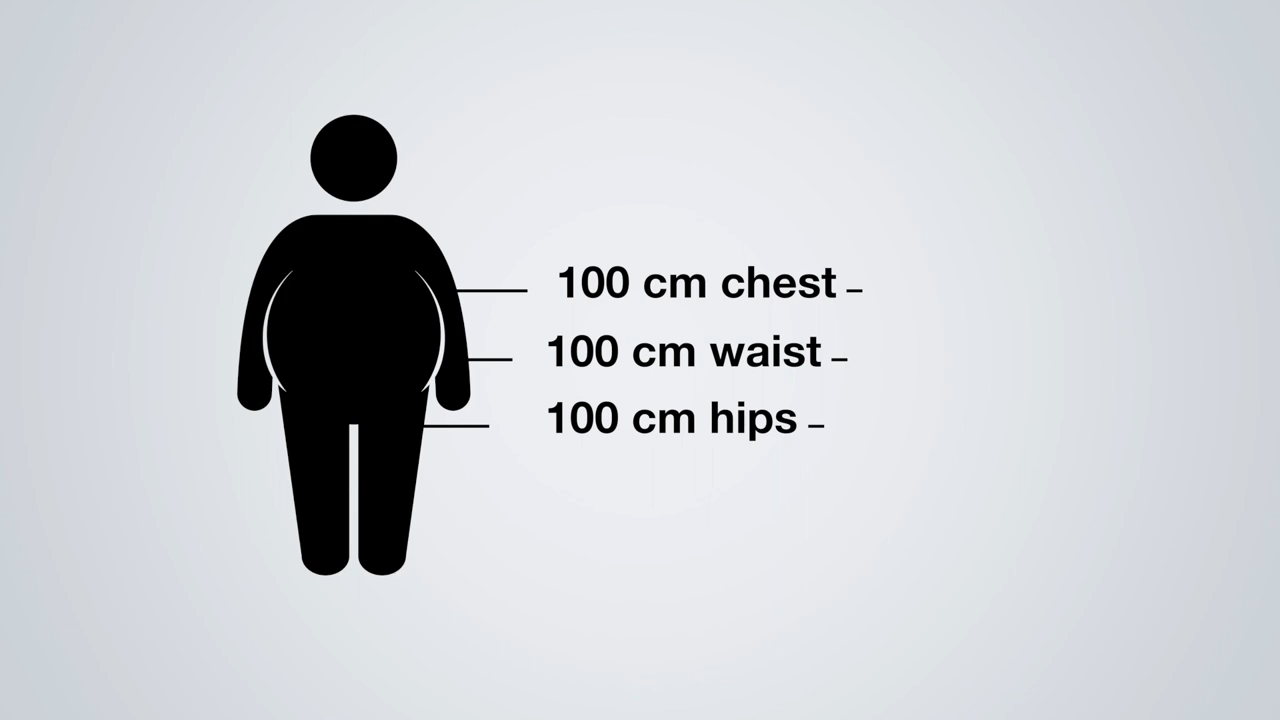 100 cm chest –
100 cm waist –
100 cm hips –